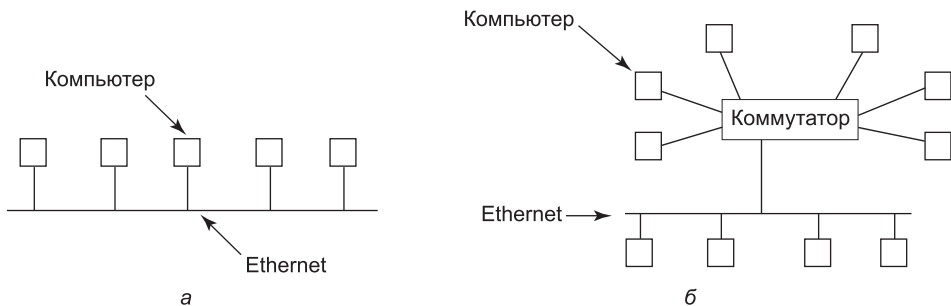 Компьютер
Ethernet
а
Компьютер
Коммутатор
Ethernet
б